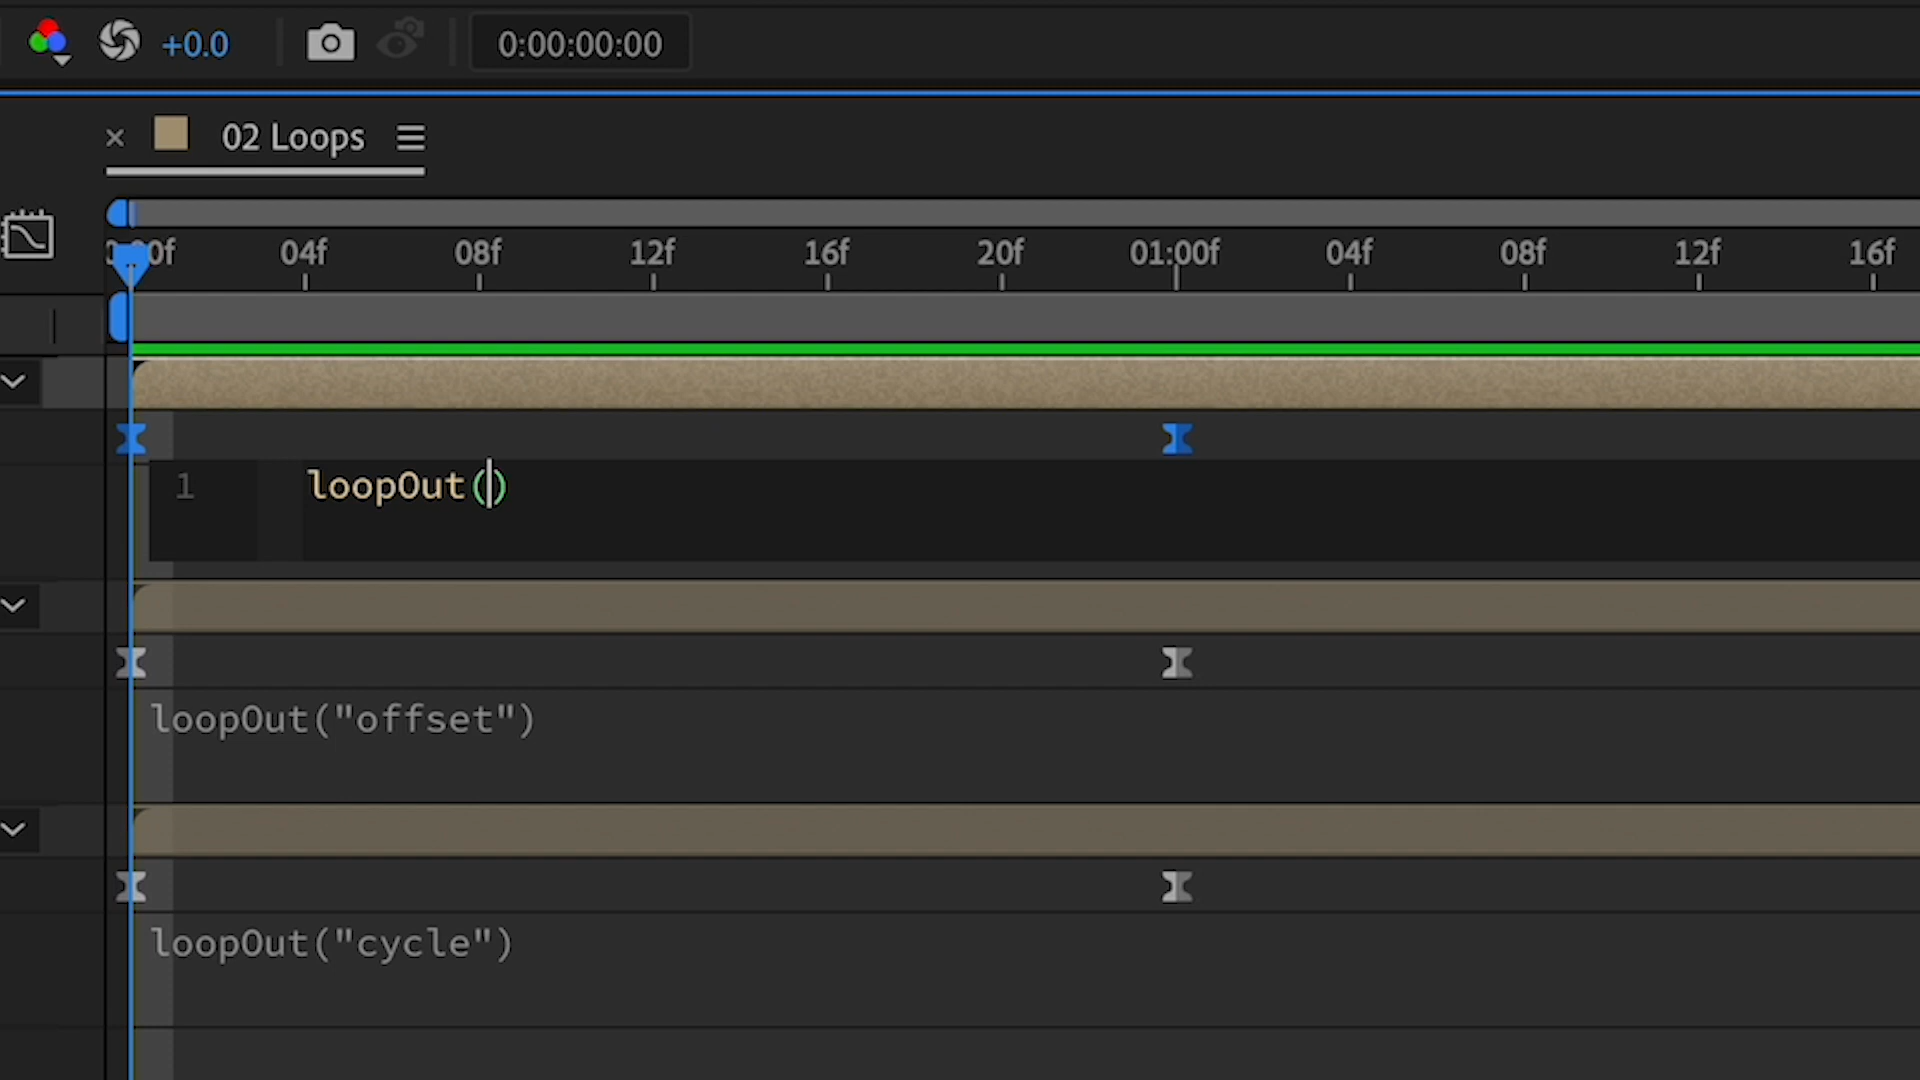 +0.0
0:00:00:00
02 Loops
04f 08f 12f 16f 20f 01:00f 04f 08f 12f 16f
1 loopOut()
loopOut("offset")
loopOut("cycle")